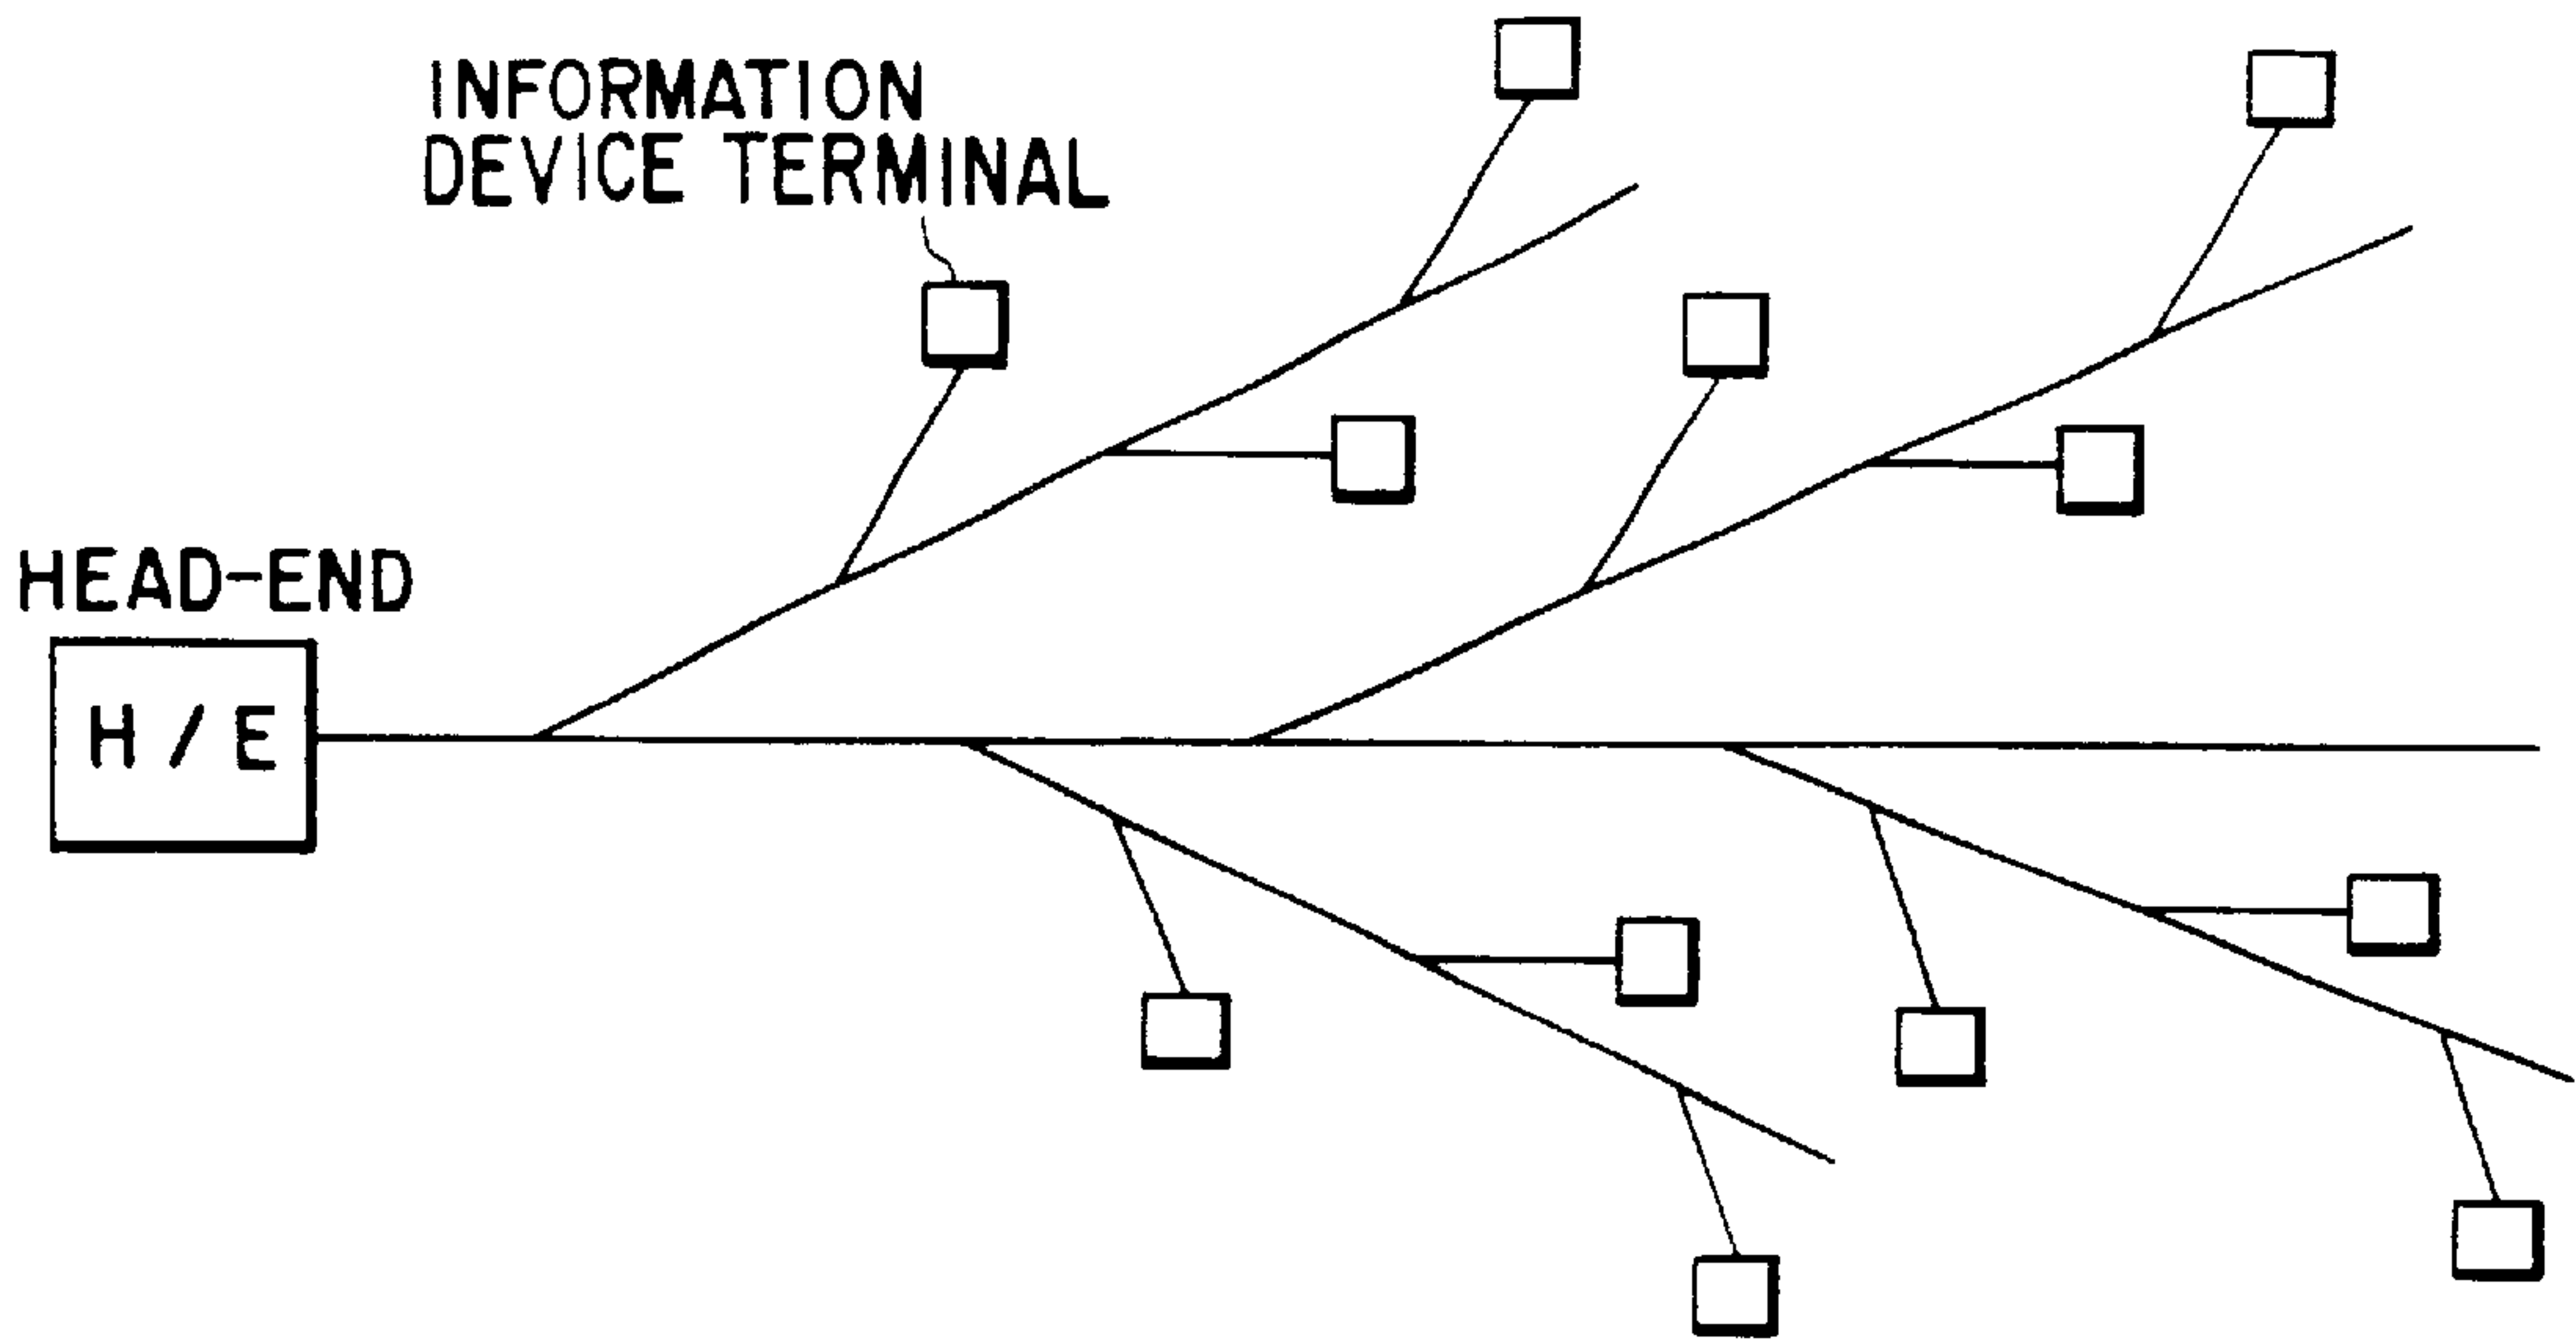 INFORMATION
DEVICE TERMINAL
HEAD-END
H / E